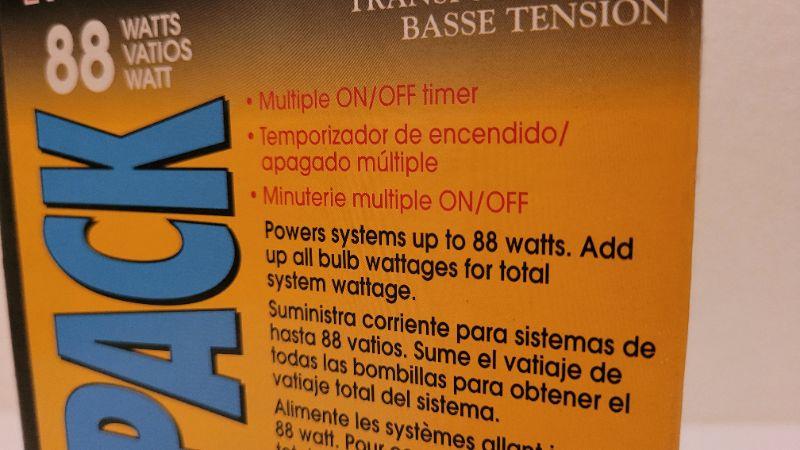 BASSE TENSION
88 WATTS
VATIOS
WATT
PACK
• Multiple ON/OFF timer
• Temporizador de encendido/
apagado múltiple
• Minuterie multiple ON/OFF
Powers systems up to 88 watts. Add
up all bulb wattages for total
system wattage.
Suministra corriente para sistemas de
hasta 88 vatios. Sume el vatiaje de
todas las bombillas para obtener el
vatiaje total del sistema.
Alimente les systèmes
88 watt. Pour